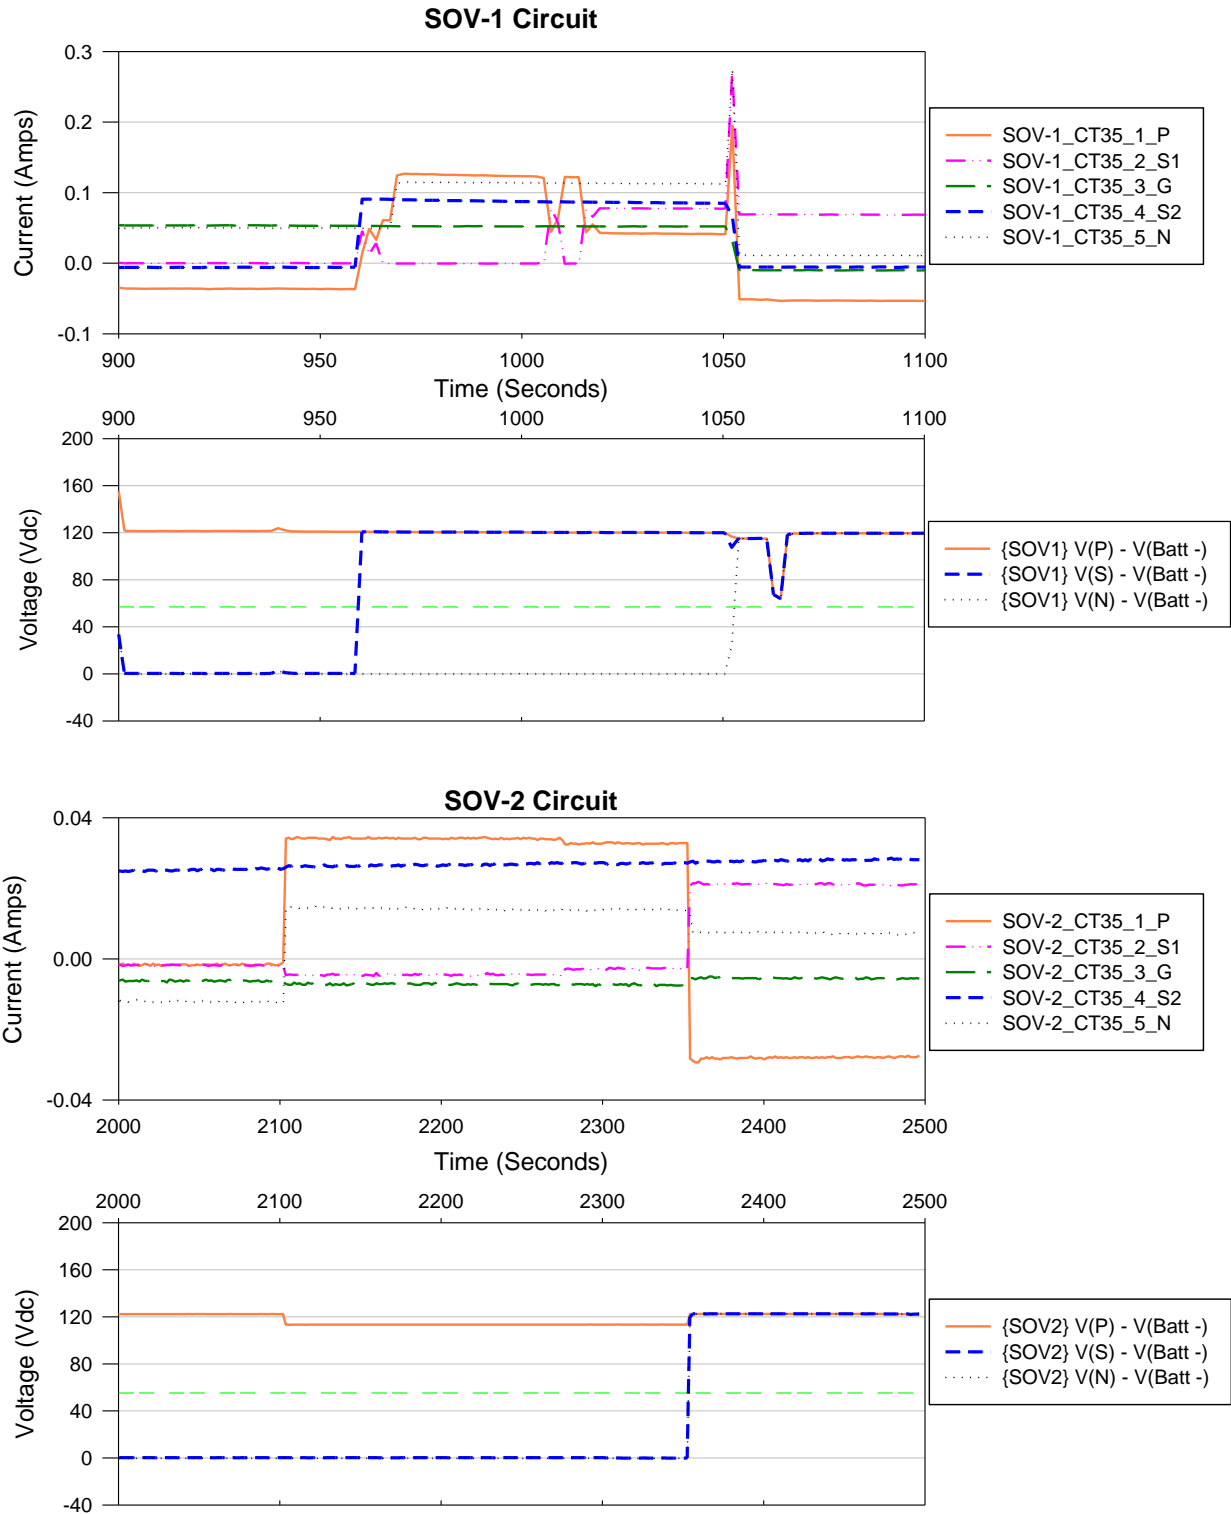 SOV-1 Circuit
Current (Amps)
0.3
0.2
0.1
0.0
-0.1
900
950
1000
1050
1100
Time (Seconds)
SOV-1_CT35_1_P
SOV-1_CT35_2_S1
SOV-1_CT35_3_G
SOV-1_CT35_4_S2
SOV-1_CT35_5_N
900
950
1000
1050
1100
Voltage (Vdc)
200
160
120
80
40
0
-40
{SOV1} V(P) - V(Batt -)
{SOV1} V(S) - V(Batt -)
{SOV1} V(N) - V(Batt -)
SOV-2 Circuit
Current (Amps)
0.04
0.00
-0.04
2000
2100
2200
2300
2400
2500
Time (Seconds)
SOV-2_CT35_1_P
SOV-2_CT35_2_S1
SOV-2_CT35_3_G
SOV-2_CT35_4_S2
SOV-2_CT35_5_N
2000
2100
2200
2300
2400
2500
Voltage (Vdc)
200
160
120
80
40
0
-40
{SOV2} V(P) - V(Batt -)
{SOV2} V(S) - V(Batt -)
{SOV2} V(N) - V(Batt -)